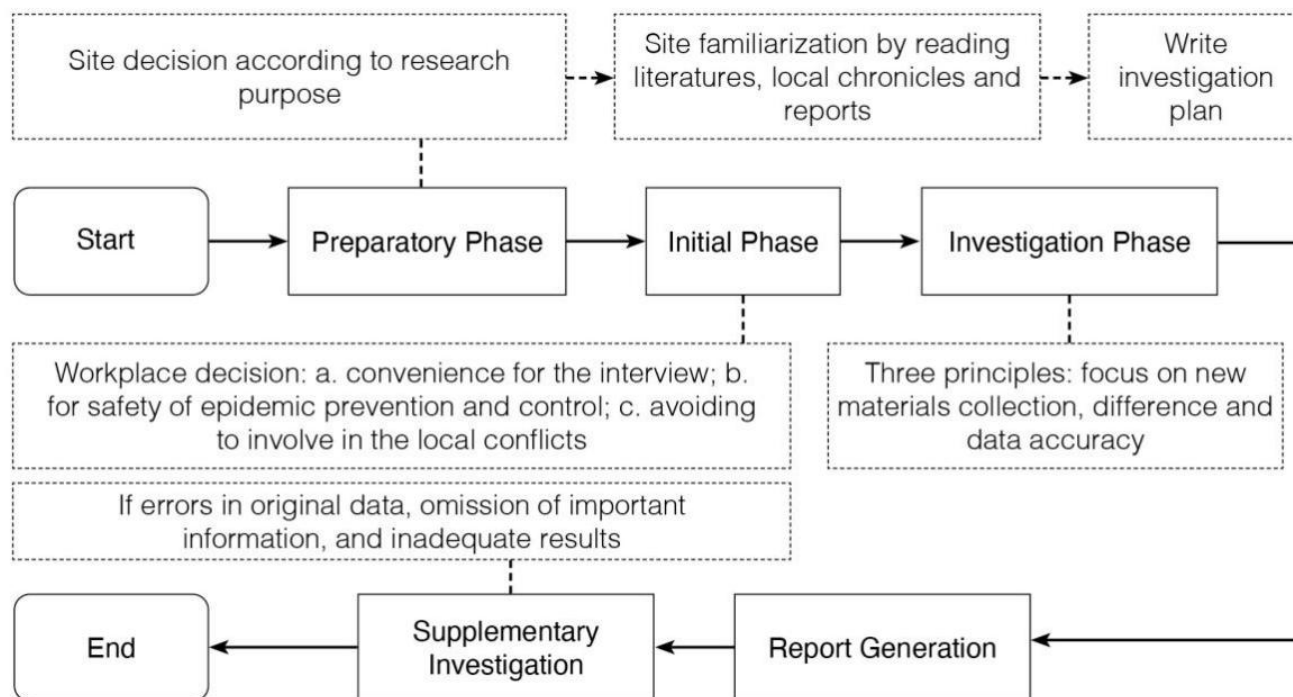 Site decision according to research
purpose
Site familiarization by reading
literatures, local chronicles and
reports
Write
investigation
plan
Start
Preparatory Phase
Initial Phase
Investigation Phase
Workplace decision: a. convenience for the interview; b.
for safety of epidemic prevention and control; c. avoiding
to involve in the local conflicts
Three principles: focus on new
materials collection, difference and
data accuracy
If errors in original data, omission of important
information, and inadequate results
End
Supplementary
Investigation
Report Generation